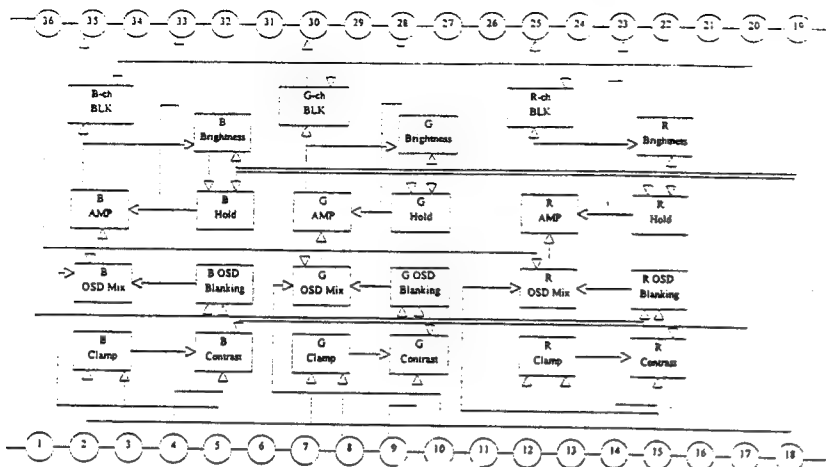 36 35 34 33 32 31 30 29 28 27 26 25 24 23 22 21 20 19
B-ch
BLK
G-ch
BLK
R-ch
BLK
B
Brightness
G
Brightness
R
Brightness
B
AMP
B
Hold
G
AMP
G
Hold
R
AMP
R
Hold
B
OSD Mix
B OSD
Blanking
G
OSD Mix
G OSD
Blanking
R
OSD Mix
R OSD
Blanking
B
Clamp
B
Contrast
G
Clamp
G
Contrast
R
Clamp
R
Contrast
1 2 3 4 5 6 7 8 9 10 11 12 13 14 15 16 17 18